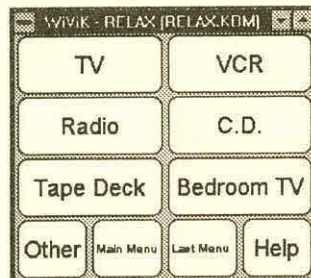 WiViK - RELAX (RELAX.KBM)
TV VCR
Radio C.D.
Tape Deck Bedroom TV
Other Main Menu Last Menu Help